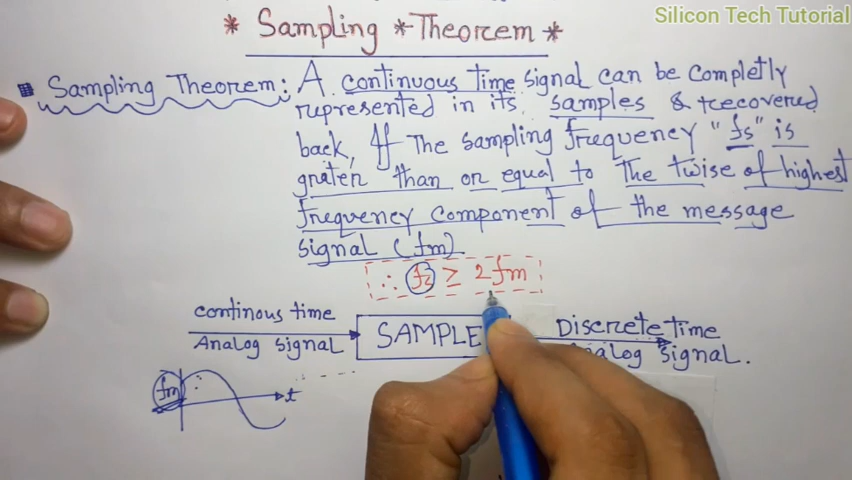 Silicon Tech Tutorial
* Sampling * Theorem *
Sampling Theorem: A continuous time signal can be completly
represented in its samples & recovered
back, If The sampling frequency "fs" is
grater than or equal to The twise of highest
frequency component of the message
signal (fm)
∴ fs ≥ 2fm
continous time
Analog signal
SAMPLE
Discrete time
Analog signal.
fm
t